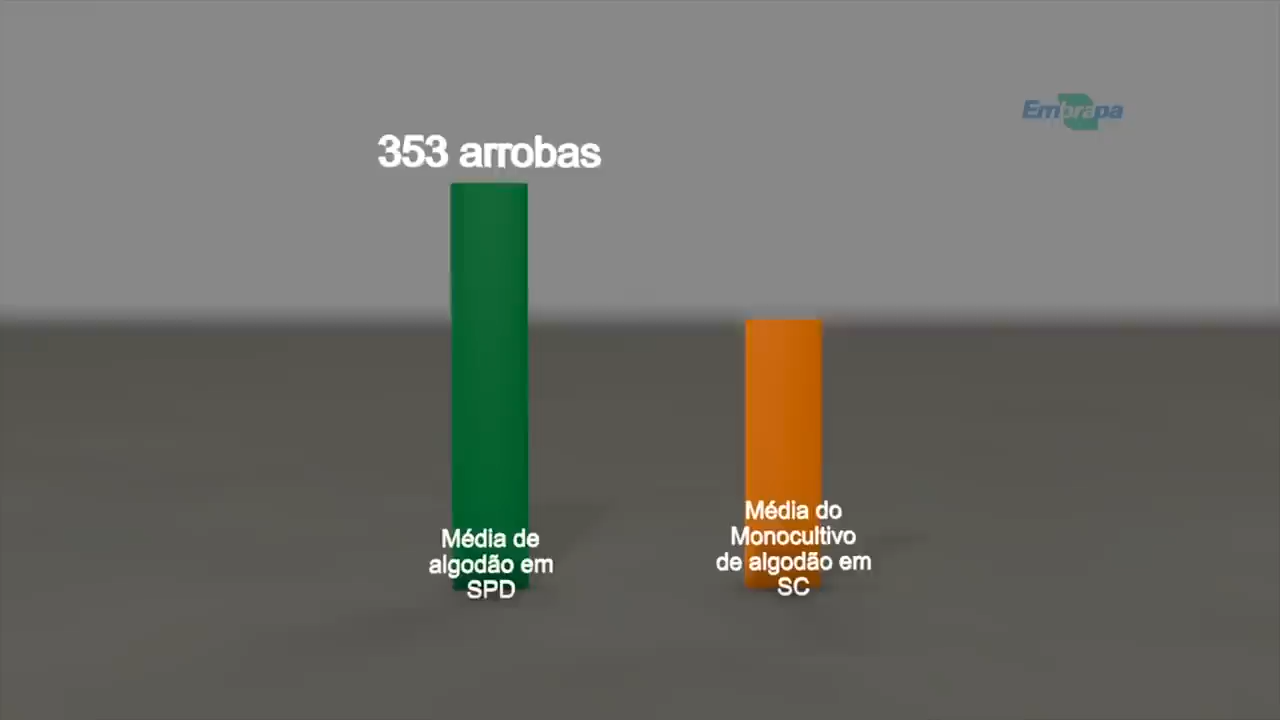 Embrapa
353 arrobas
Média de
algodão em
SPD
Média do
Monocultivo
de algodão em
SC